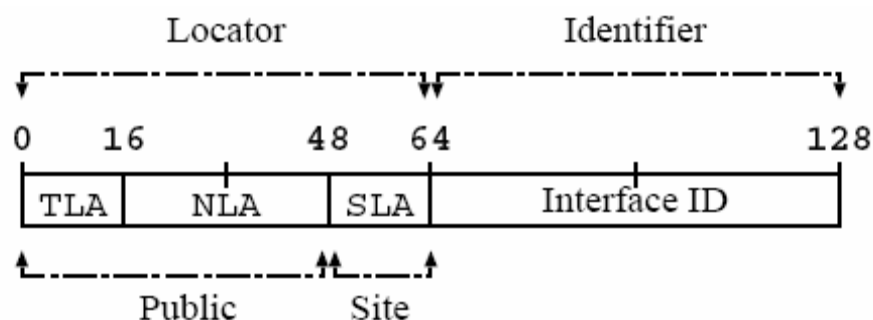 Locator Identifier
0 16 48 64 128
TLA NLA SLA Interface ID
Public Site